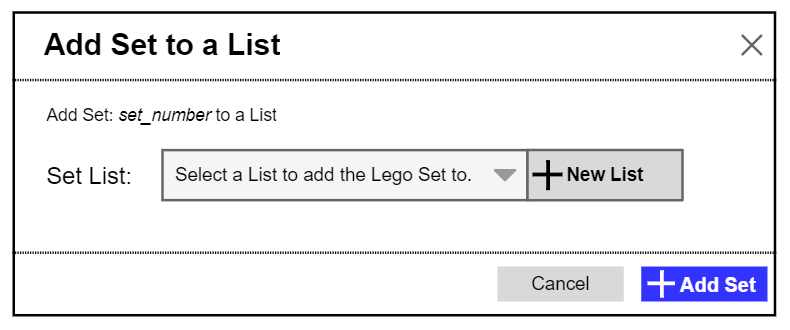 Add Set to a List
Add Set: set_number to a List
Set List: Select a List to add the Lego Set to. New List
Cancel Add Set